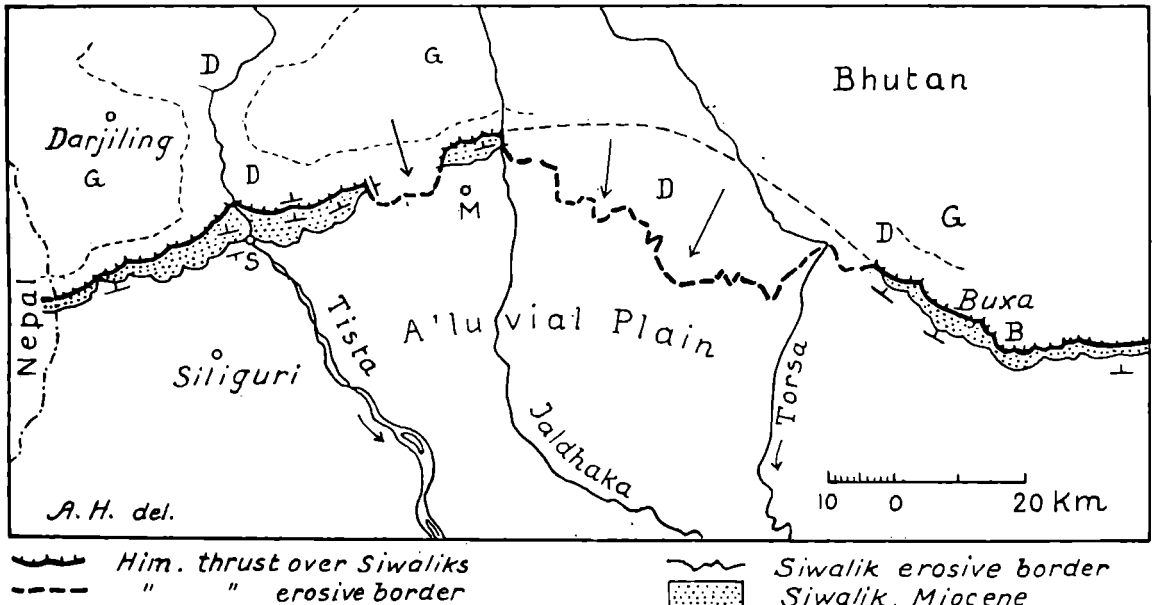 D
G
Bhutan
Darjiling
G
D
D
M
D
G
S
Buxa
B
Nepal
Tista
A'luvial Plain
Siliguri
Torsa
Jaldhaka
10 0 20 Km
A.H. del.
Him. thrust over Siwaliks
" " erosive border
Siwalik erosive border
Siwalik, Miocene